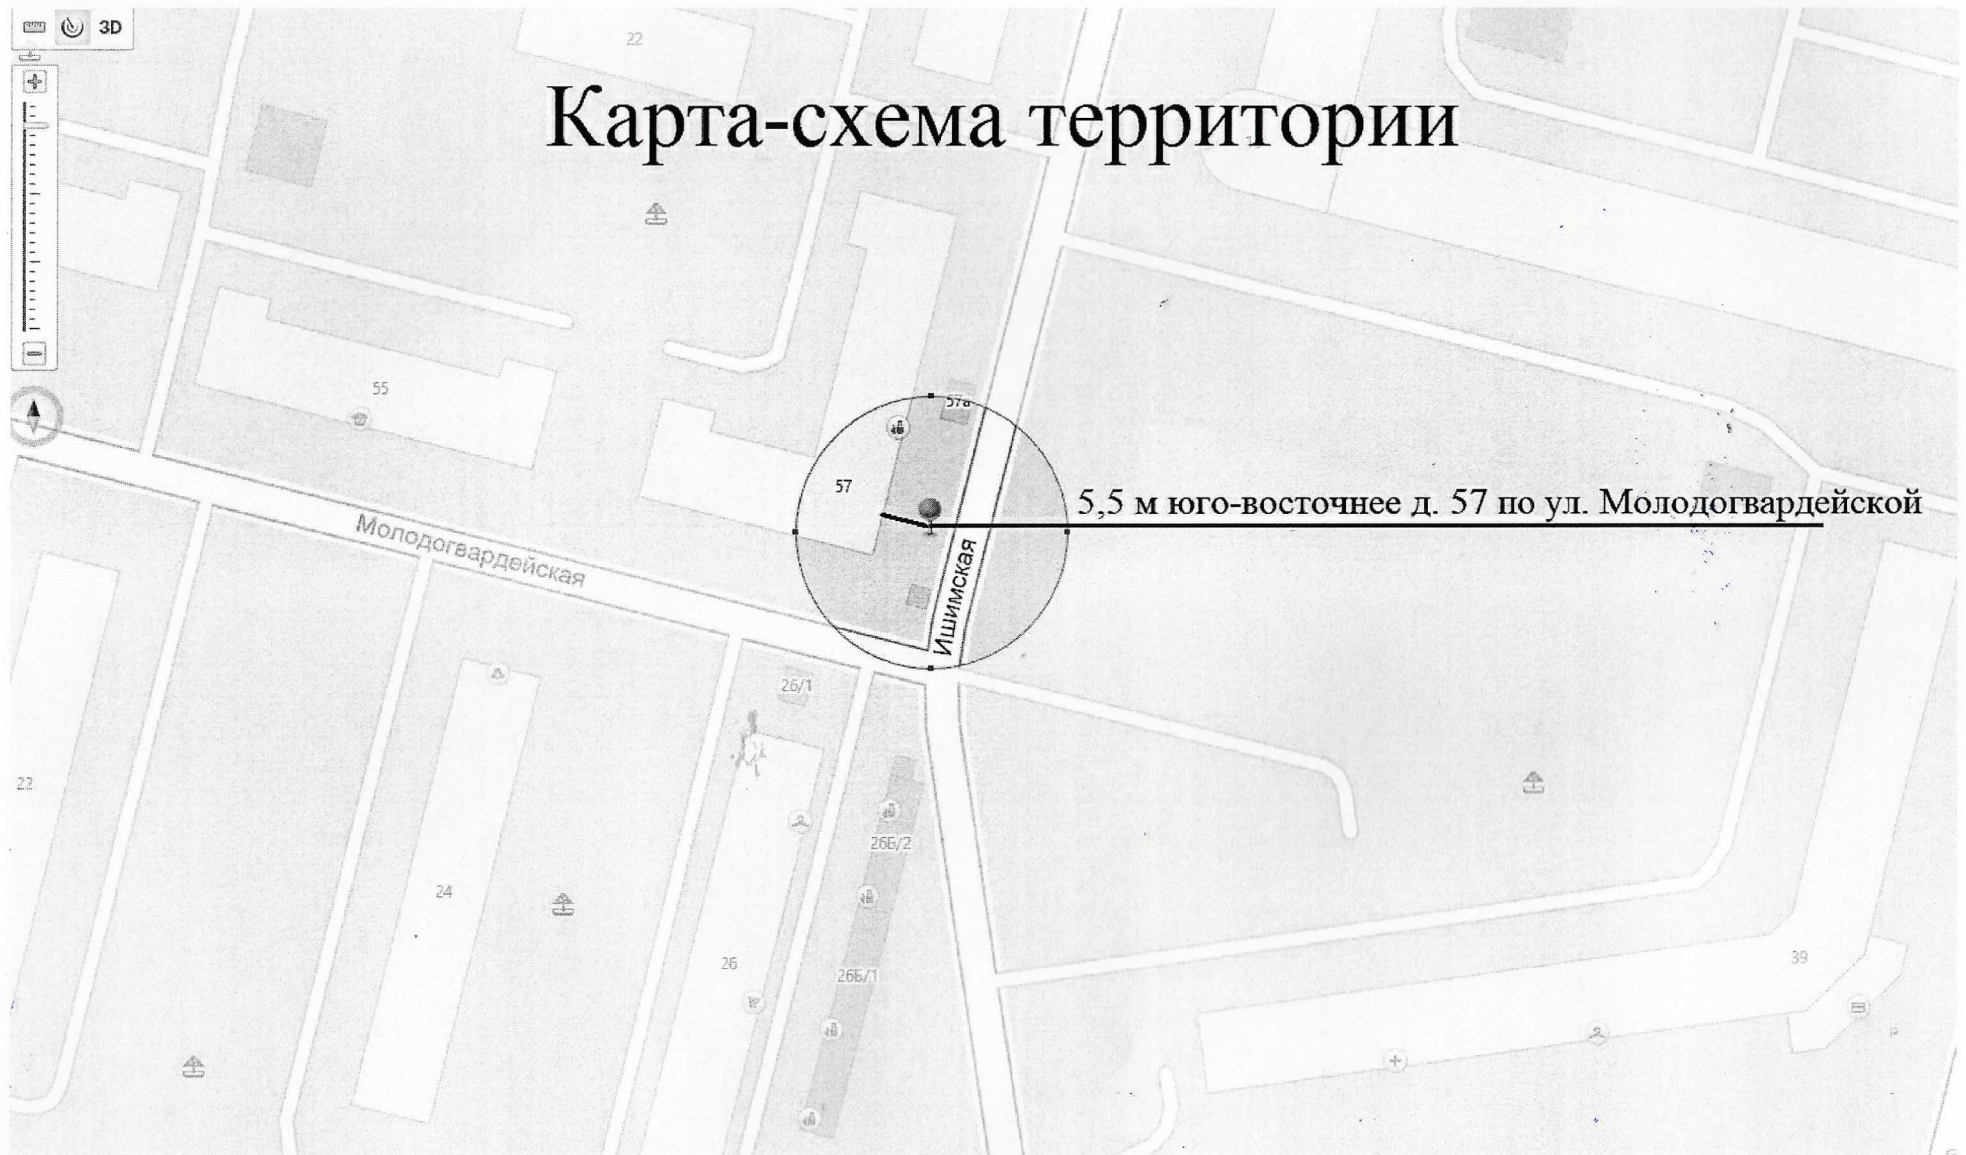 3D
22
Карта-схема территории
55
57а
57
5,5 м юго-восточнее д. 57 по ул. Молодогвардейской
Молодогвардейская
Ишимская
26/1
22
26Б/2
24
26
26Б/1
39
P